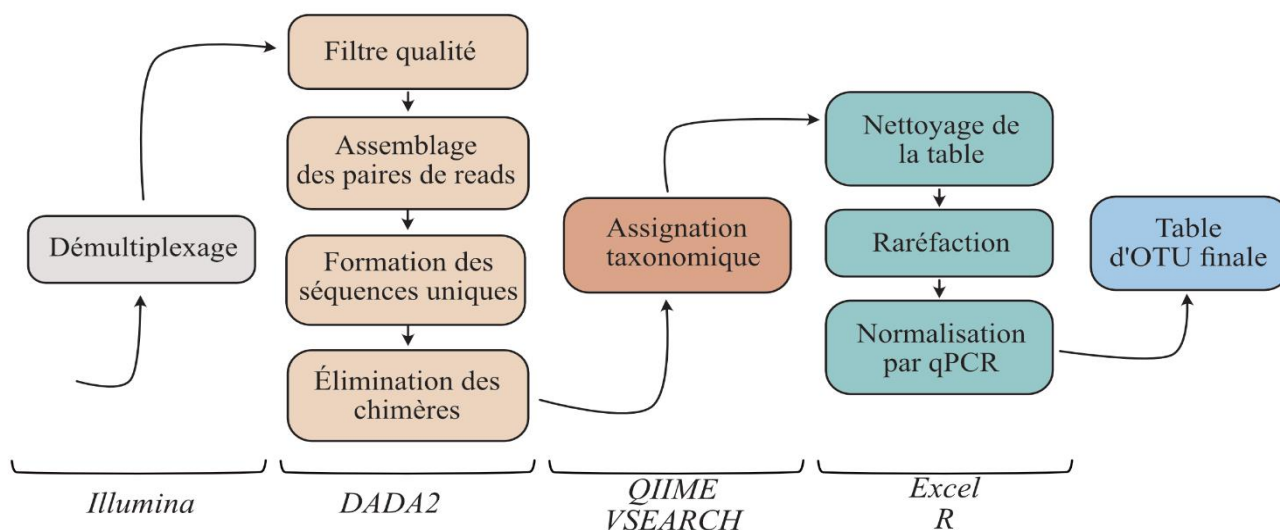 Démultiplexage
Filtre qualité
Assemblage
des paires de reads
Formation des
séquences uniques
Élimination des
chimères
Assignation
taxonomique
Nettoyage de
la table
Raréfaction
Normalisation
par qPCR
Table
d'OTU finale
Illumina
DADA2
QIIME
VSEARCH
Excel
R